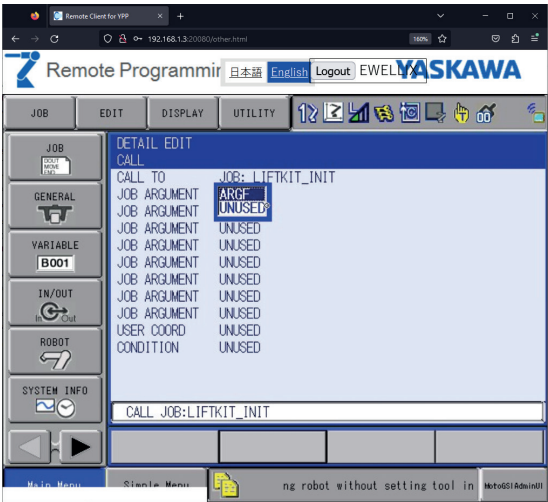 Remote Client for YPP × +
192.168.1.3:20080/other.html 160%
Remote Programmin 日本語 English Logout EWELLIX YASKAWA
JOB EDIT DISPLAY UTILITY
JOB
DOUT
MOVE
END
GENERAL
VARIABLE
B001
IN/OUT
In Out
ROBOT
SYSTEM INFO
DETAIL EDIT
CALL
CALL TO JOB: LIFTKIT_INIT
JOB ARGUMENT ARGF
JOB ARGUMENT UNUSED
JOB ARGUMENT UNUSED
JOB ARGUMENT UNUSED
JOB ARGUMENT UNUSED
JOB ARGUMENT UNUSED
JOB ARGUMENT UNUSED
JOB ARGUMENT UNUSED
USER COORD UNUSED
CONDITION UNUSED
CALL JOB:LIFTKIT_INIT
Main Menu Simple Menu ng robot without setting tool in MotoGSIAdminUI